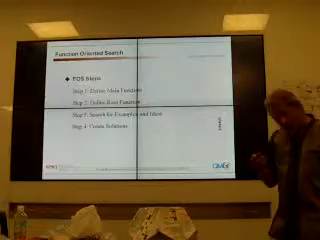 Function Oriented Search
FOS Steps
Step 1: Define Main Function
Step 2: Define Root Function
Step 3: Search for Examples and Ideas
Step 4: Create Solutions